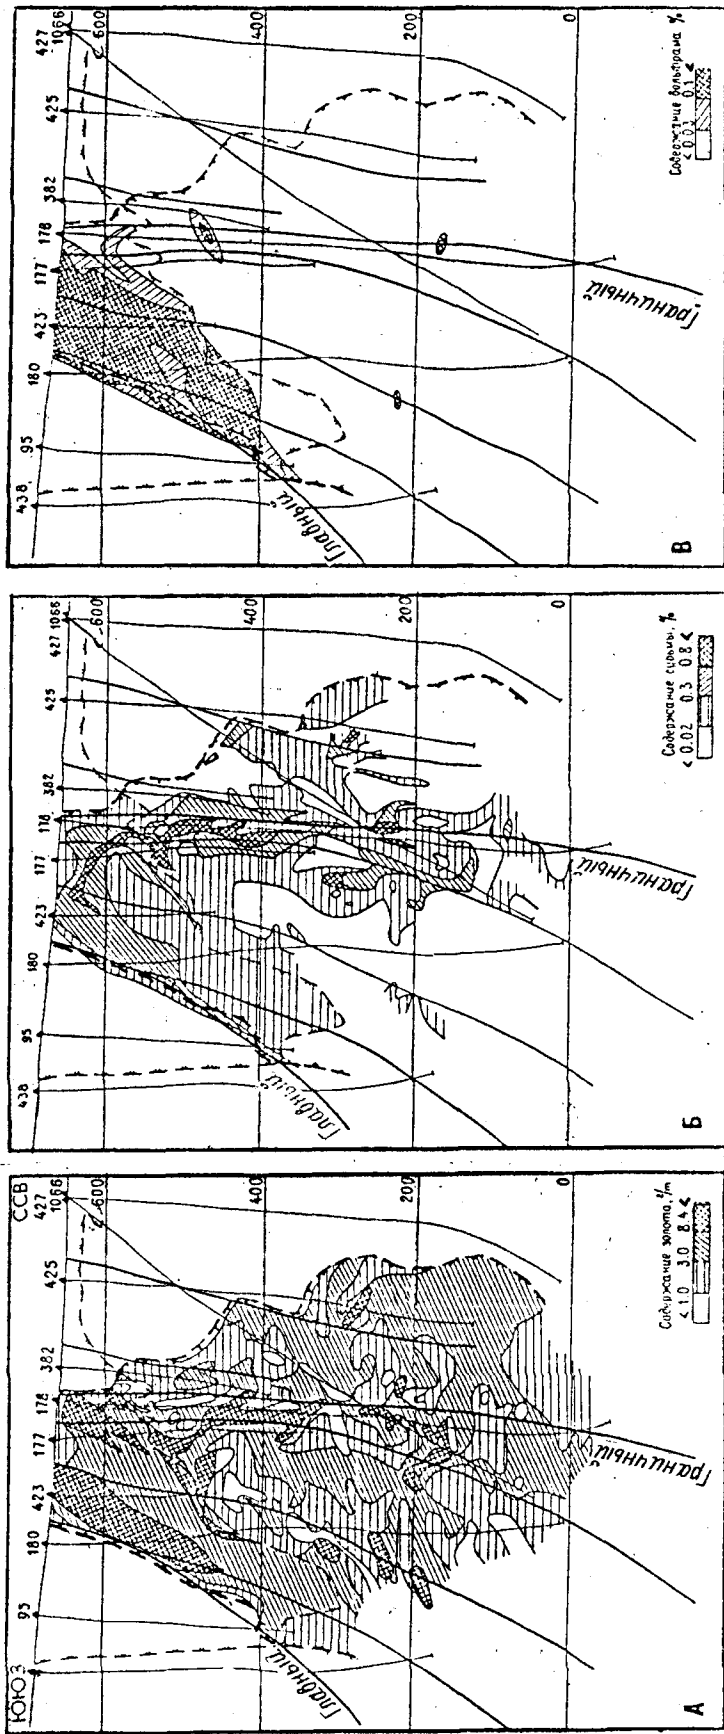 ЮЮЗ
ССВ
95
180
423
177
178
382
425
427
1066
600
400
200
0
Главный
Граничный
А
Содержание золота, г/т
<1.0 3.0 8.4<
438
95
180
423
177
178
382
425
427 1066
600
400
200
0
Главный
Граничный
Б
Содержание сурьмы, %
<0.02 0.3 0.8<
438
95
180
423
177
178
382
425
427
1066
600
400
200
0
Главный
Граничный
В
Содержание вольфрама %
<0.03 0.1<